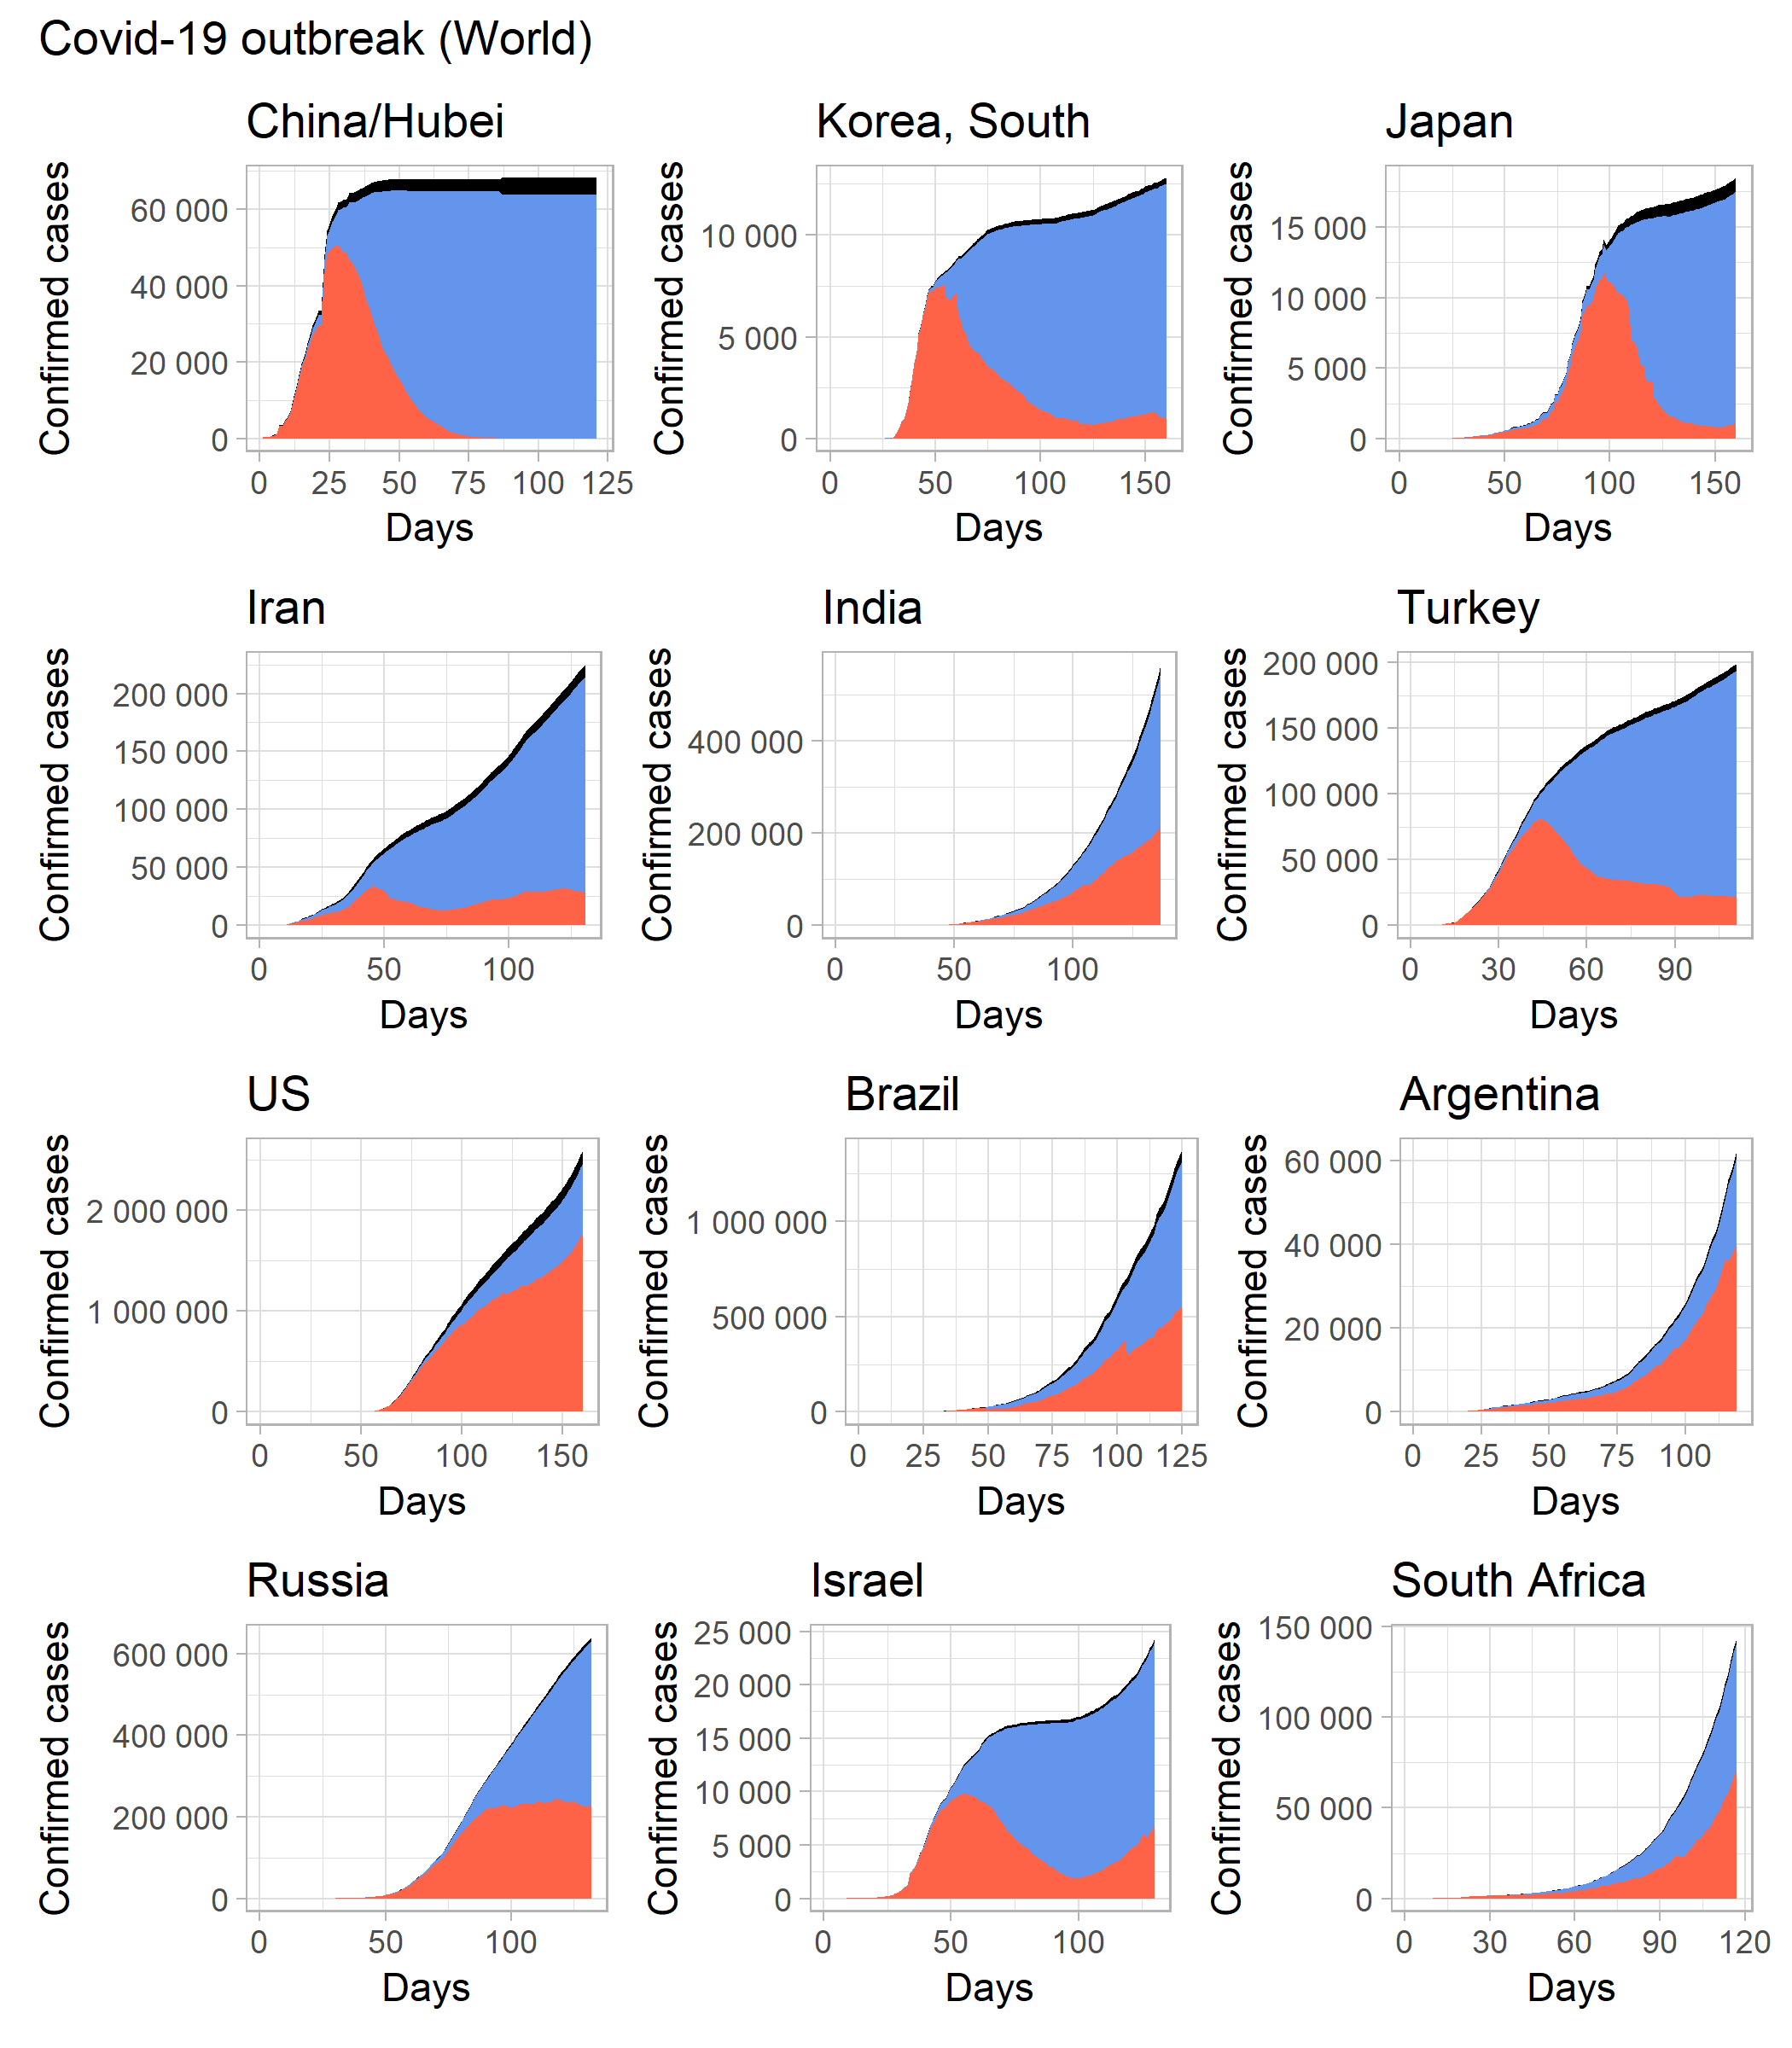 Covid-19 outbreak (World)
China/Hubei
Confirmed cases
60 000
40 000
20 000
0
0 25 50 75 100 125
Days
Korea, South
Confirmed cases
10 000
5 000
0
0 50 100 150
Days
Japan
Confirmed cases
15 000
10 000
5 000
0
0 50 100 150
Days
Iran
Confirmed cases
200 000
150 000
100 000
50 000
0
0 50 100
Days
India
Confirmed cases
400 000
200 000
0
0 50 100
Days
Turkey
Confirmed cases
200 000
150 000
100 000
50 000
0
0 30 60 90
Days
US
Confirmed cases
2 000 000
1 000 000
0
0 50 100 150
Days
Brazil
Confirmed cases
1 000 000
500 000
0
0 25 50 75 100 125
Days
Argentina
Confirmed cases
60 000
40 000
20 000
0
0 25 50 75 100
Days
Russia
Confirmed cases
600 000
400 000
200 000
0
0 50 100
Days
Israel
Confirmed cases
25 000
20 000
15 000
10 000
5 000
0
0 50 100
Days
South Africa
Confirmed cases
150 000
100 000
50 000
0
0 30 60 90 120
Days